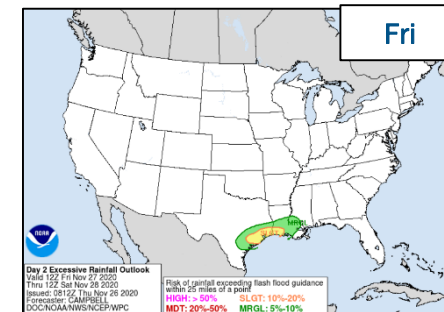 Fri
MRGL
NOAA
Day 2 Excessive Rainfall Outlook
Valid 12Z Fri Nov 27 2020
Thru 12Z Sat Nov 28 2020
Issued: 0812Z Thu Nov 26 2020
Forecaster: CAMPBELL
DOC/NOAA/NWS/NCEP/WPC
Risk of rainfall exceeding flash flood guidance
within 25 miles of a point
HIGH: > 50% SLGT: 10%-20%
MDT: 20%-50% MRGL: 5%-10%